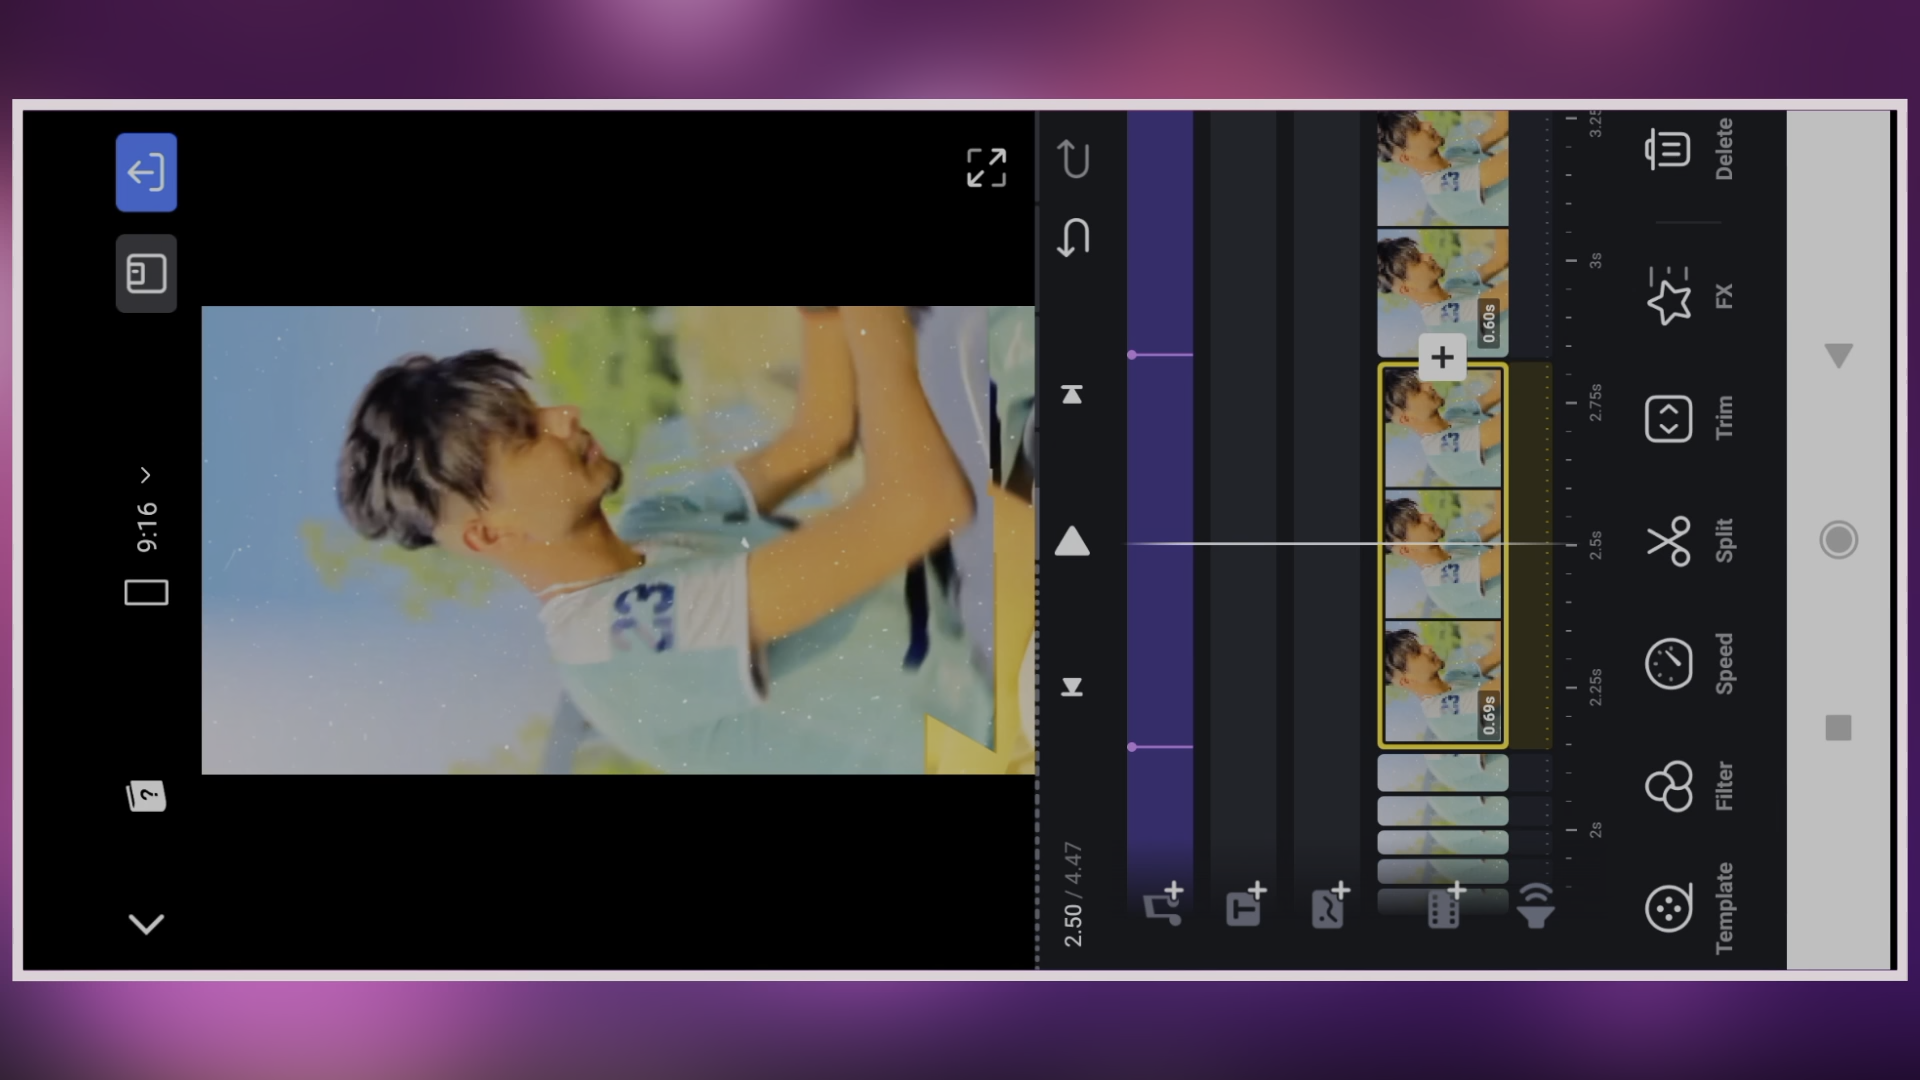 9:16
?
23
2.50 / 4.47
T
2s
2.25s
2.5s
2.75s
3s
3.25
0.69s
0.60s
Template
Filter
Speed
Split
Trim
FX
Delete